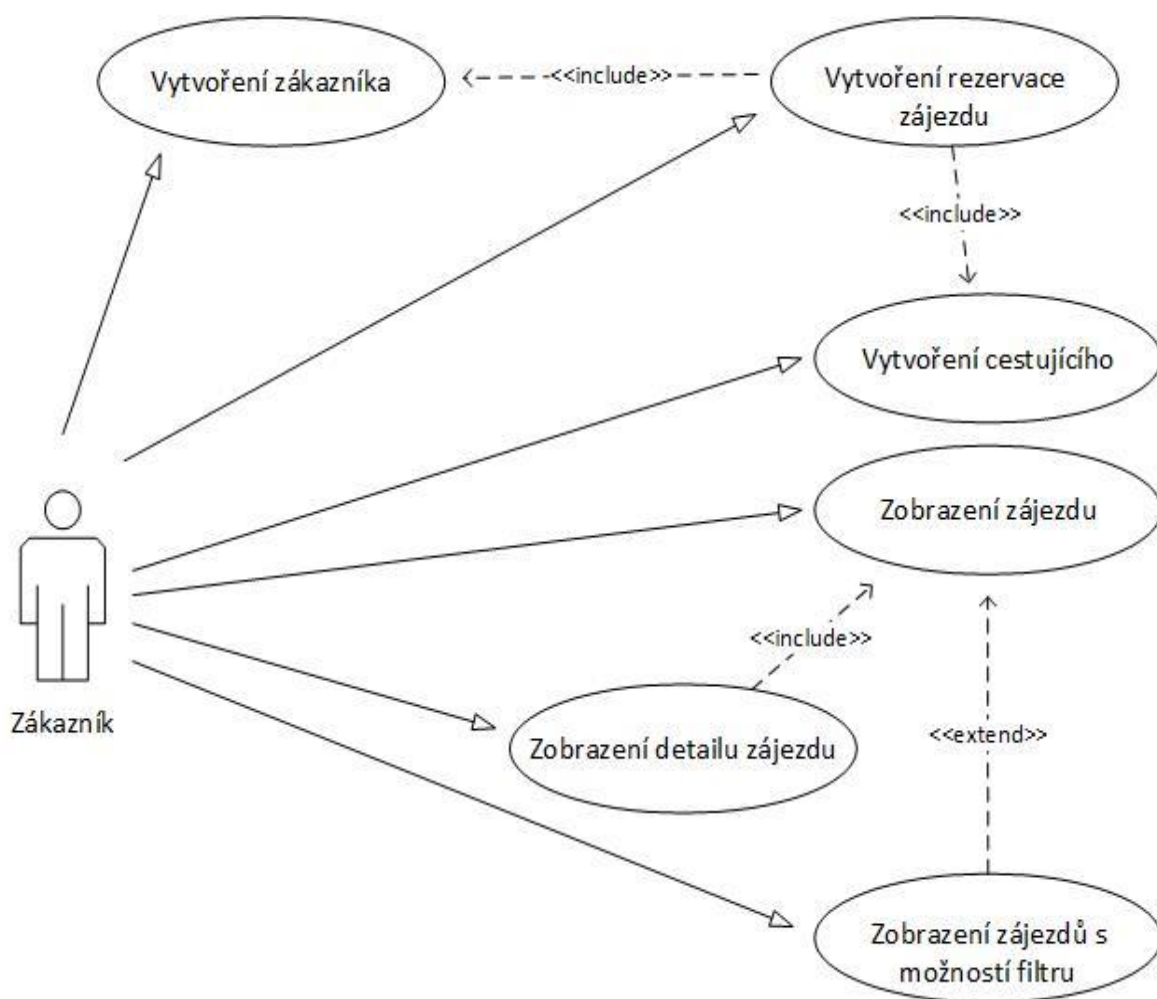 Vytvoření zákazníka
<<include>>
Vytvoření rezervace
zájezdu
<<include>>
Vytvoření cestujícího
Zobrazení zájezdu
<<include>>
Zákazník
Zobrazení detailu zájezdu
<<extend>>
Zobrazení zájezdů s
možností filtru